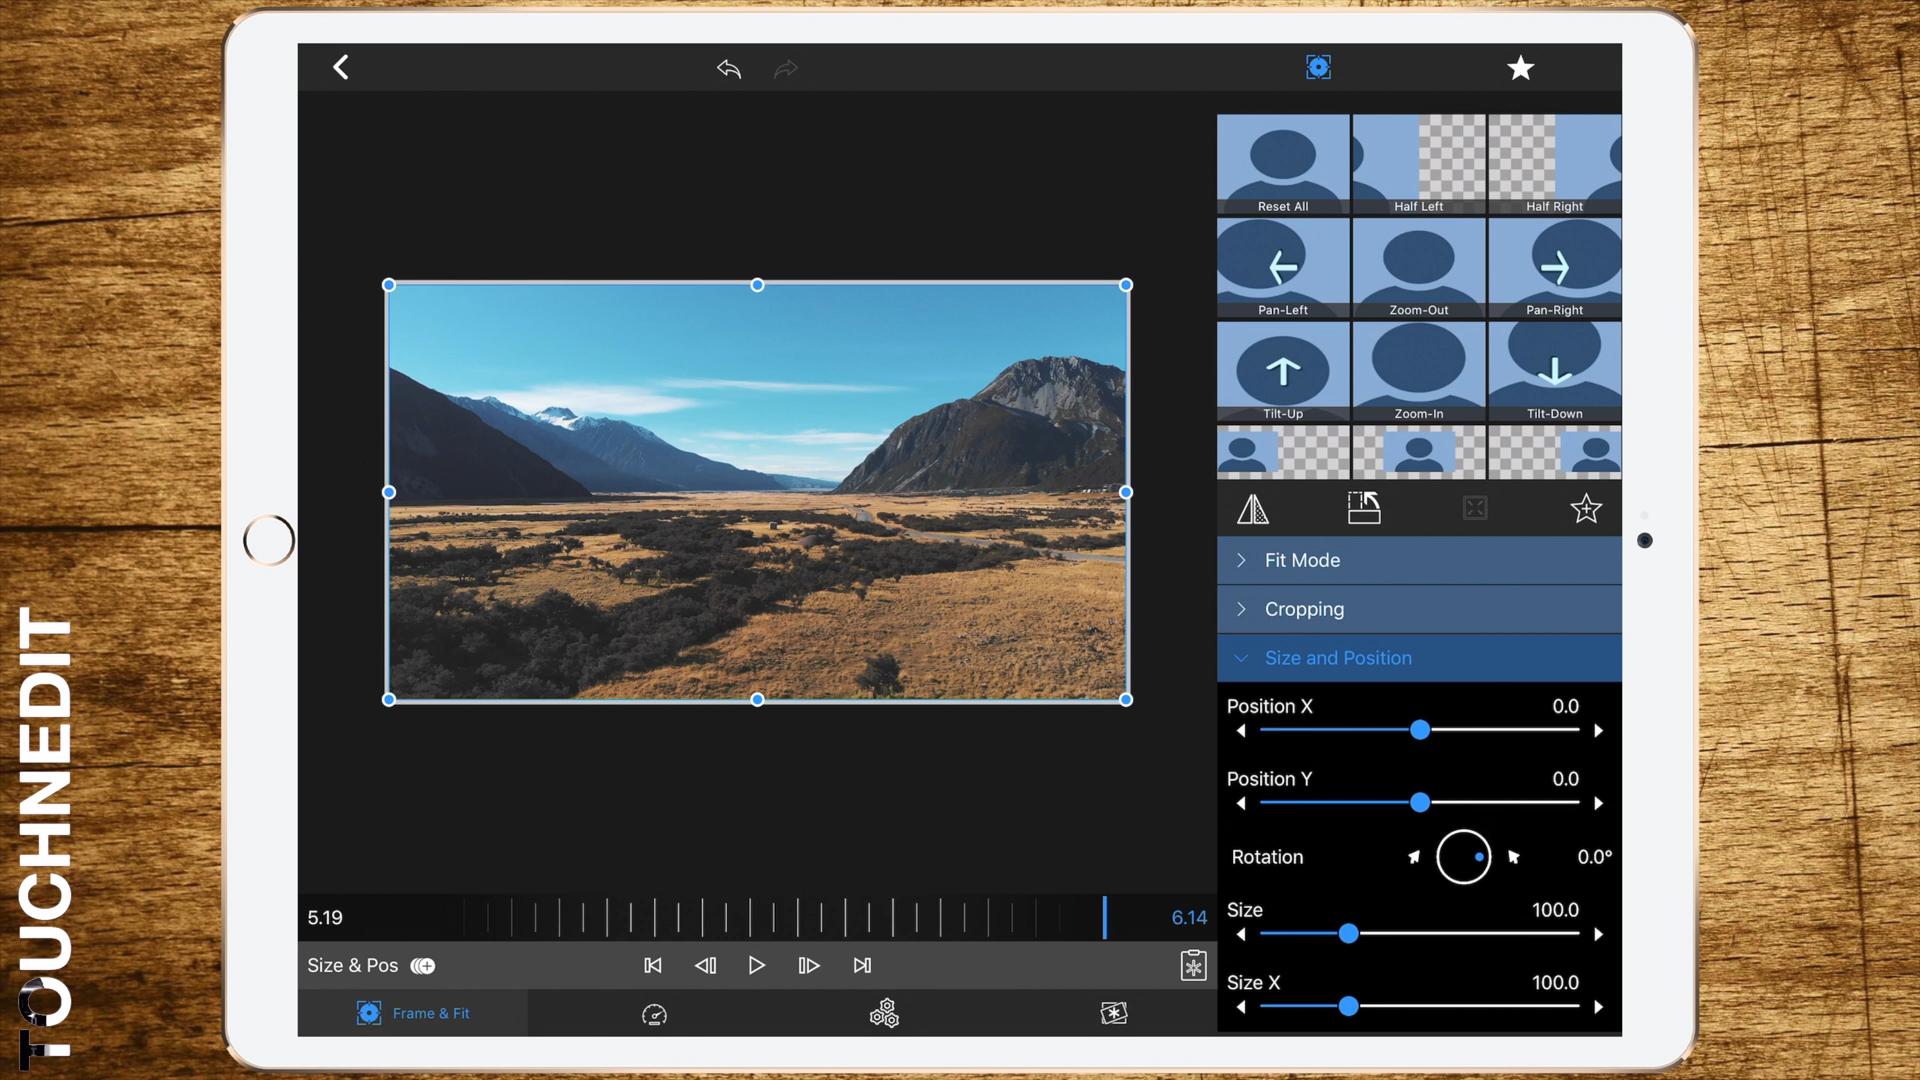 Reset All
Half Left
Half Right
Pan-Left
Zoom-Out
Pan-Right
Tilt-Up
Zoom-In
Tilt-Down
Fit Mode
Cropping
Size and Position
Position X 0.0
Position Y 0.0
Rotation 0.0°
Size 100.0
Size X 100.0
5.19
6.14
Size & Pos
Frame & Fit
TOUCHNEDIT